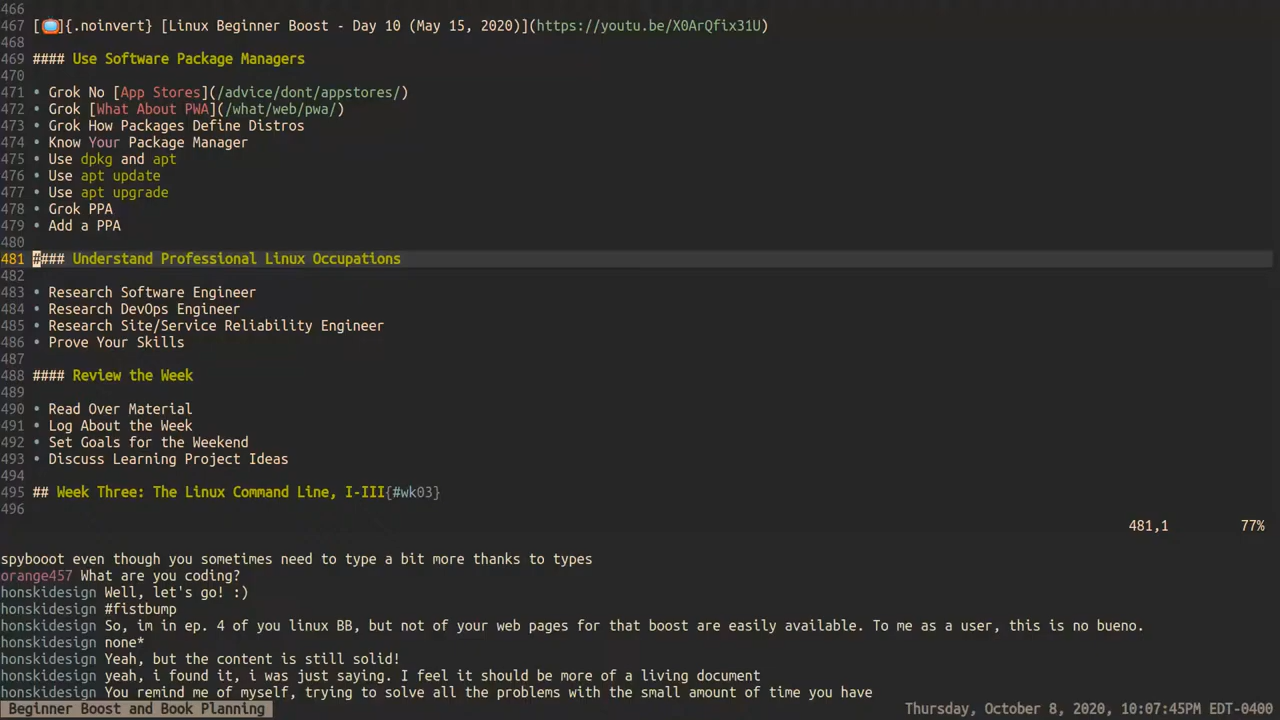 466
467 [📺]{.noinvert} [Linux Beginner Boost - Day 10 (May 15, 2020)](https://youtu.be/X0ArQfix31U)
468
469 #### Use Software Package Managers
470
471 • Grok No [App Stores](/advice/dont/appstores/)
472 • Grok [What About PWA](/what/web/pwa/)
473 • Grok How Packages Define Distros
474 • Know Your Package Manager
475 • Use dpkg and apt
476 • Use apt update
477 • Use apt upgrade
478 • Grok PPA
479 • Add a PPA
480
481 #### Understand Professional Linux Occupations
482
483 • Research Software Engineer
484 • Research DevOps Engineer
485 • Research Site/Service Reliability Engineer
486 • Prove Your Skills
487
488 #### Review the Week
489
490 • Read Over Material
491 • Log About the Week
492 • Set Goals for the Weekend
493 • Discuss Learning Project Ideas
494
495 ## Week Three: The Linux Command Line, I-III{#wk03}
496
481,1 77%
spybooot even though you sometimes need to type a bit more thanks to types
orange457 What are you coding?
honskidesign Well, let's go! :)
honskidesign #fistbump
honskidesign So, im in ep. 4 of you linux BB, but not of your web pages for that boost are easily available. To me as a user, this is no bueno.
honskidesign none*
honskidesign Yeah, but the content is still solid!
honskidesign yeah, i found it, i was just saying. I feel it should be more of a living document
honskidesign You remind me of myself, trying to solve all the problems with the small amount of time you have
Beginner Boost and Book Planning Thursday, October 8, 2020, 10:07:45PM EDT-0400